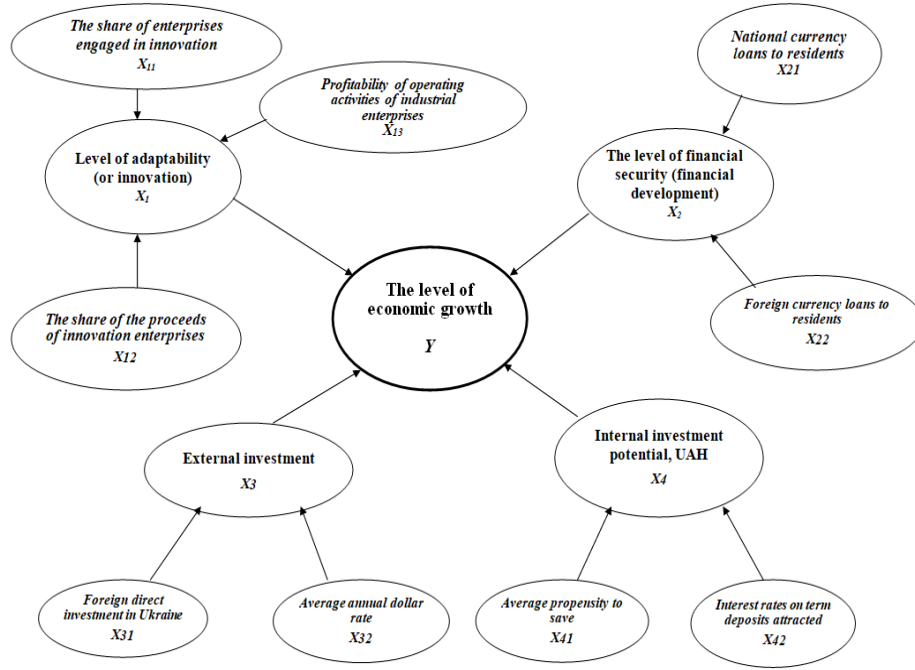 The share of enterprises
engaged in innovation
X11
Profitability of operating
activities of industrial
enterprises
X13
National currency
loans to residents
X21
Level of adaptability
(or innovation)
X1
The level of financial
security (financial
development)
X2
The level of
economic growth
Y
The share of the proceeds
of innovation enterprises
X12
Foreign currency loans to
residents
X22
External investment
X3
Internal investment
potential, UAH
X4
Foreign direct
investment in Ukraine
X31
Average annual dollar
rate
X32
Average propensity to
save
X41
Interest rates on term
deposits attracted
X42